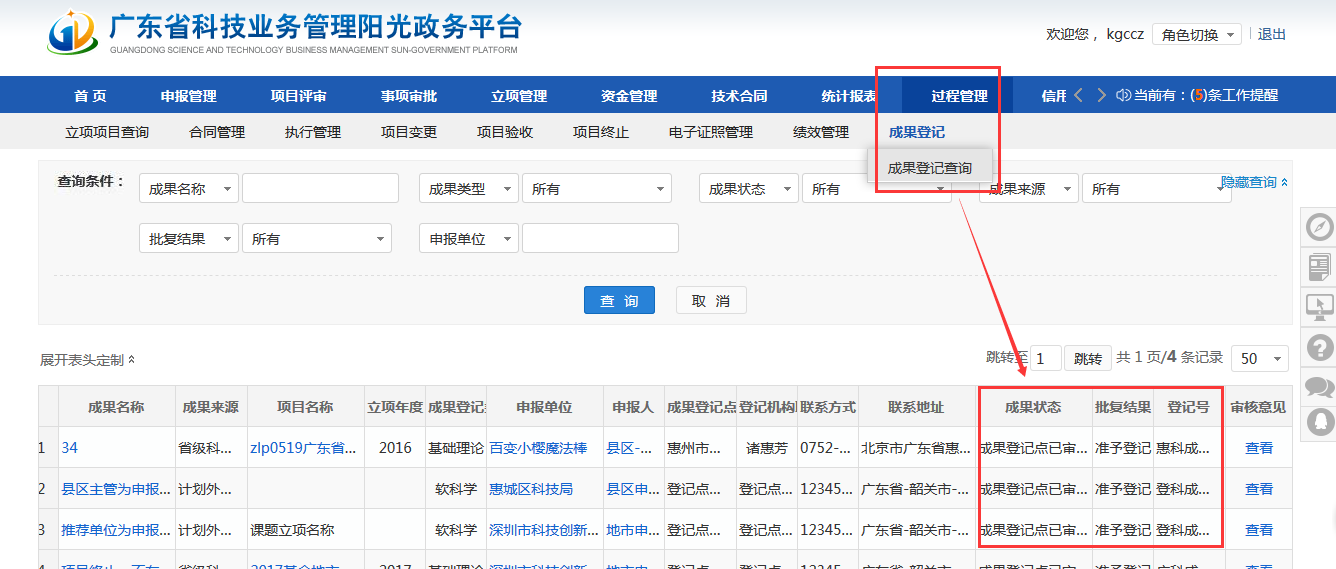 广东省科技业务管理阳光政务平台
GUANGDONG SCIENCE AND TECHNOLOGY BUSINESS MANAGEMENT SUN-GOVERNMENT PLATFORM
欢迎您， kgccz 角色切换 退出
首 页 申报管理 项目评审 事项审批 立项管理 资金管理 技术合同 统计报表 过程管理 信用 当前有：(5)条工作提醒
立项项目查询 合同管理 执行管理 项目变更 项目验收 项目终止 电子证照管理 绩效管理 成果登记
成果登记查询
查询条件： 成果名称 成果类型 所有 成果状态 所有 成果来源 所有 隐藏查询
批复结果 所有 申报单位
查 询 取 消
展开表头定制 跳转至 1 跳转 共 1 页/4 条记录 50
成果名称 成果来源 项目名称 立项年度 成果登记 申报单位 申报人 成果登记点 登记机构 联系方式 联系地址 成果状态 批复结果 登记号 审核意见
1 34 省级科... zlp0519广东省... 2016 基础理论 百变小樱魔法棒 县区-... 惠州市... 诸惠芳 0752-... 北京市广东省惠... 成果登记点已审... 准予登记 惠科成... 查看
2 县区主管为申报... 计划外... 软科学 惠城区科技局 县区申... 登记点... 登记点... 12345... 广东省-韶关市-... 成果登记点已审... 准予登记 登科成... 查看
3 推荐单位为申报... 计划外... 课题立项名称 软科学 深圳市科技创新... 地市申... 登记点... 登记点... 12345... 广东省-韶关市-... 成果登记点已审... 准予登记 登科成... 查看